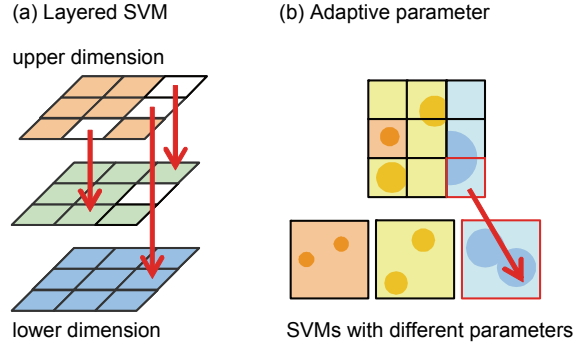 (a) Layered SVM
(b) Adaptive parameter
upper dimension
lower dimension
SVMs with different parameters